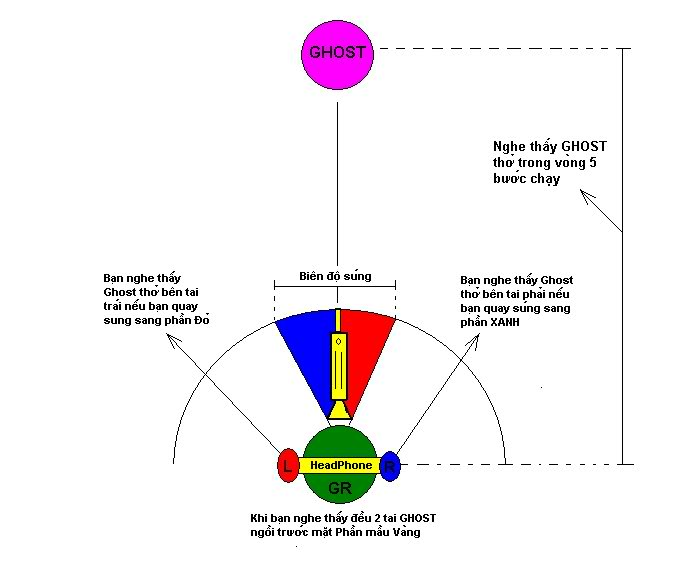 GHOST
Nghe thấy GHOST
thở trong vòng 5
bước chạy
Biên độ súng
Bạn nghe thấy
Ghost thở bên tai
trái nếu bạn quay
sung sang phần Đỏ
Bạn nghe thấy Ghost
thở bên tai phải nếu
bạn quay súng sang
phần XANH
L
HeadPhone
R
GR
Khi bạn nghe thấy đều 2 tai GHOST
ngồi trước mặt Phần mầu Vàng